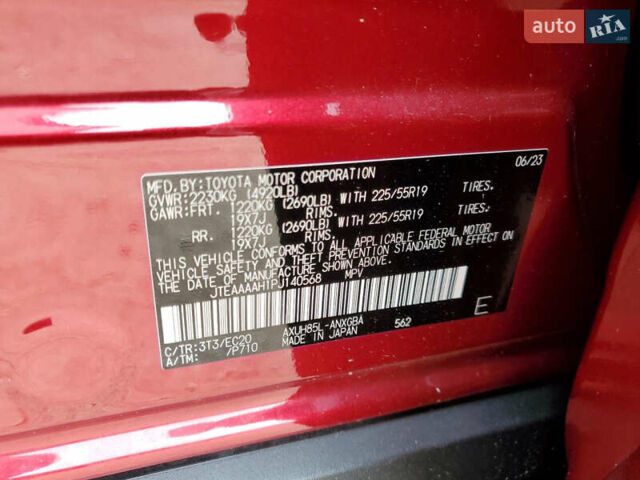 auto RIA .com
MFD. BY: TOYOTA MOTOR CORPORATION 06/23
GVWR: 2230KG (4920LB)
GAWR: FRT. 1220KG (2690LB) WITH 225/55R19 TIRES.
19X7J RIMS.
RR. 1220KG (2690LB) WITH 225/55R19 TIRES.
19X7J RIMS.
THIS VEHICLE CONFORMS TO ALL APPLICABLE FEDERAL MOTOR
VEHICLE SAFETY AND THEFT PREVENTION STANDARDS IN EFFECT ON
THE DATE OF MANUFACTURE SHOWN ABOVE.
JTEAAAAH1PJ140568 MPV
E
C/TR: 3T3/EC20 AXUH85L-ANXGBA 562
A/TM: /P710 MADE IN JAPAN